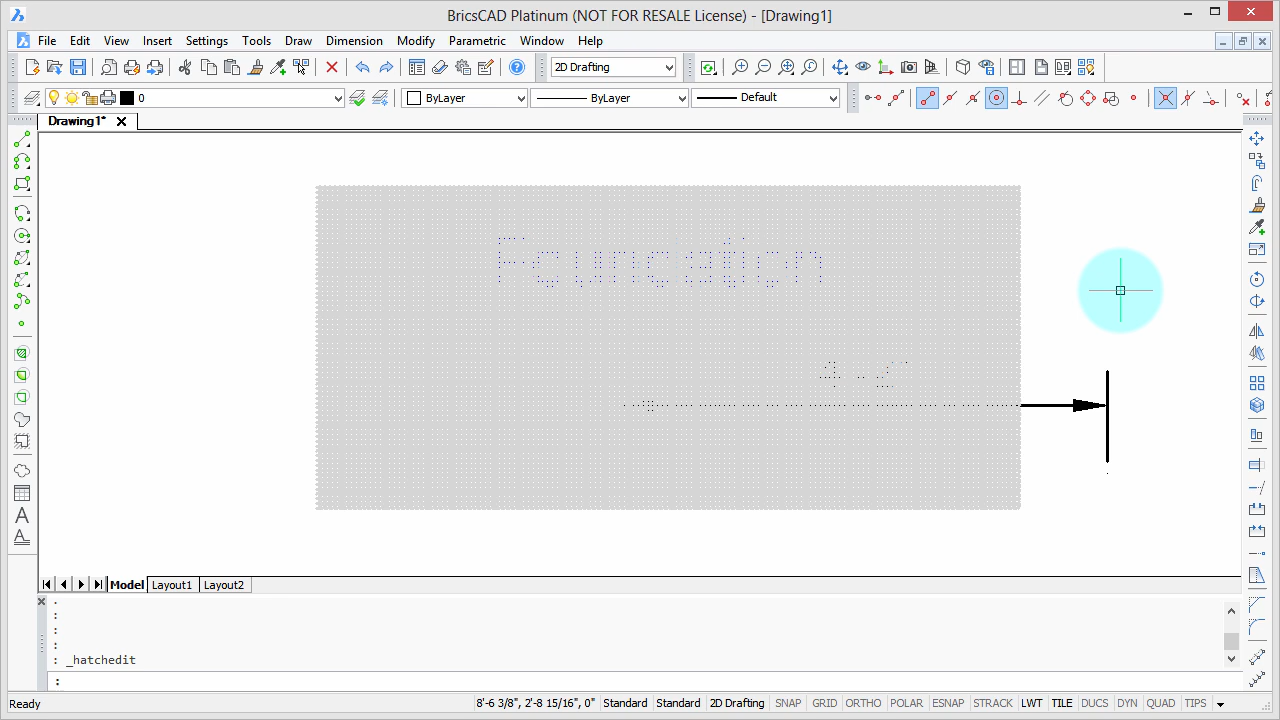 BricsCAD Platinum (NOT FOR RESALE License) - [Drawing1]
File Edit View Insert Settings Tools Draw Dimension Modify Parametric Window Help
2D Drafting
0 ByLayer ByLayer Default
Drawing1*
Foundation
Model Layout1 Layout2
:
:
:
:
: _hatchedit
:
Ready 8'-6 3/8", 2'-8 15/16", 0" Standard Standard 2D Drafting SNAP GRID ORTHO POLAR ESNAP STRACK LWT TILE DUCS DYN QUAD TIPS